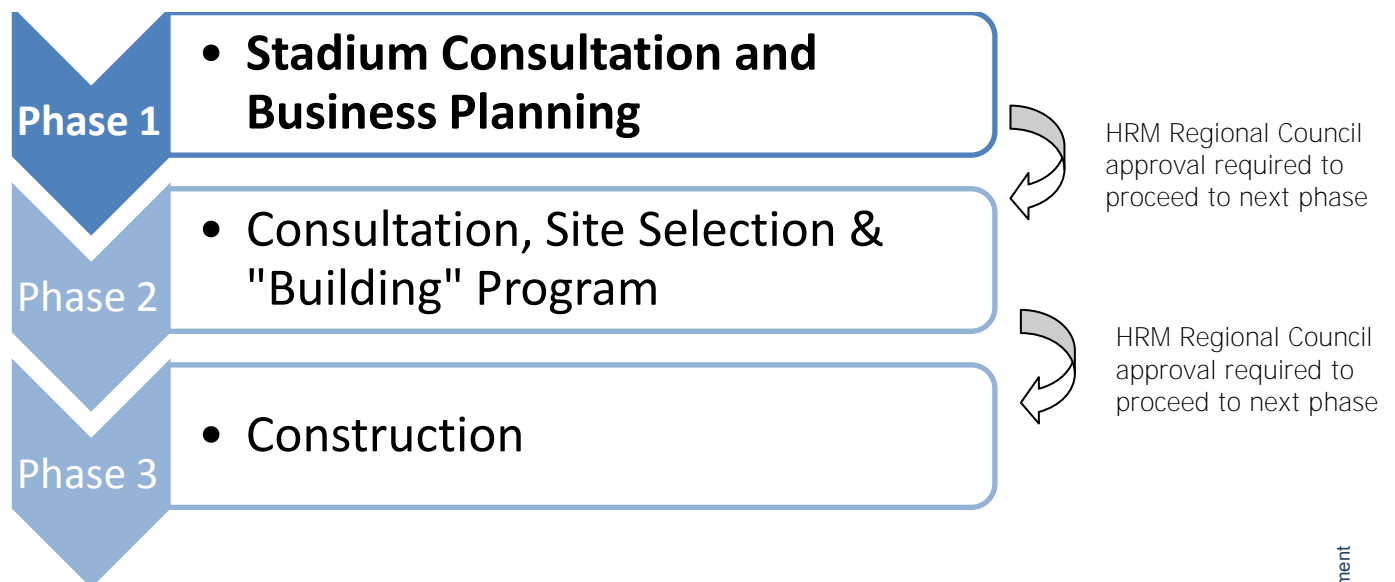 Phase 1
• Stadium Consultation and
Business Planning
HRM Regional Council
approval required to
proceed to next phase
Phase 2
• Consultation, Site Selection &
"Building" Program
HRM Regional Council
approval required to
proceed to next phase
Phase 3
• Construction